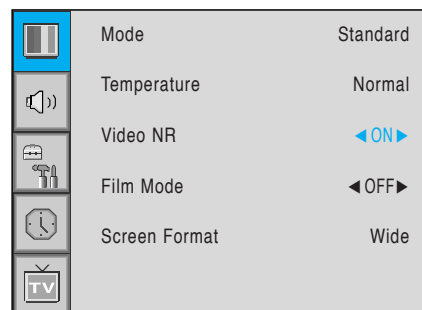 Mode Standard
Temperature Normal
Video NR ◀ON▶
Film Mode ◀OFF▶
Screen Format Wide
TV